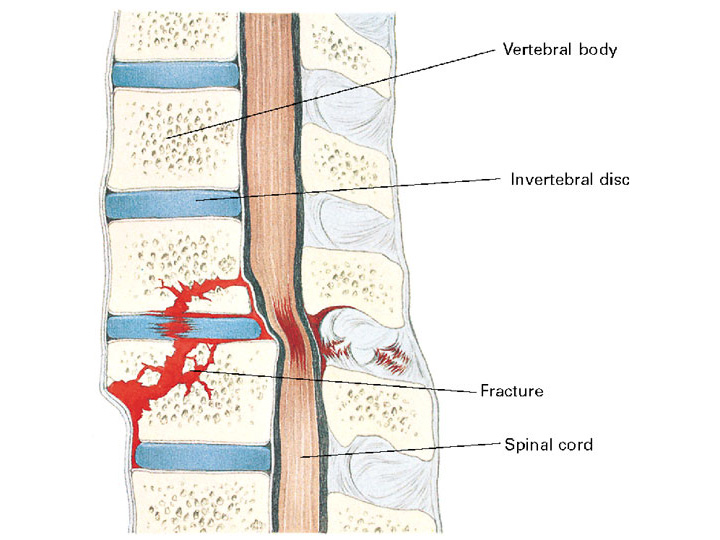 Vertebral body
Invertebral disc
Fracture
Spinal cord